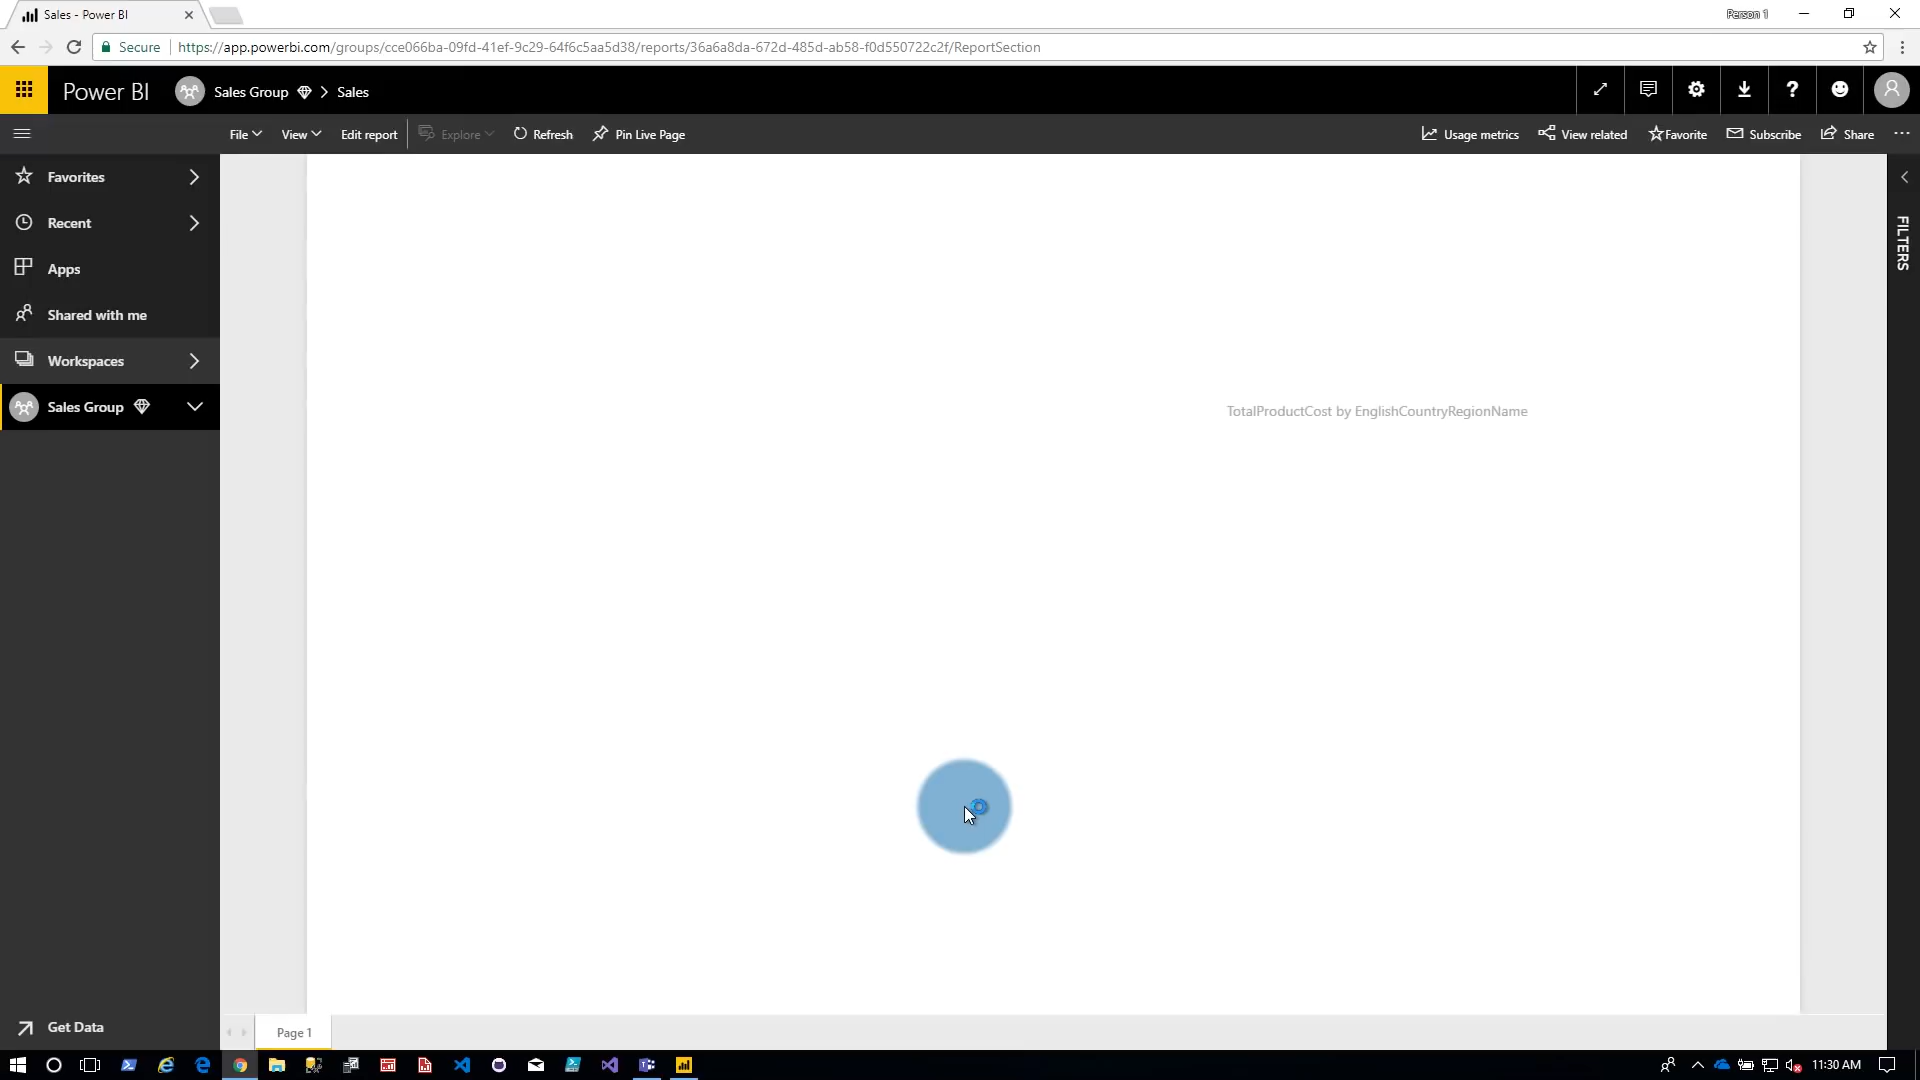 Sales - Power BI
Person 1
Secure
https://app.powerbi.com/groups/cce066ba-09fd-41ef-9c29-64f6c5aa5d38/reports/36a6a8da-672d-485d-ab58-f0d550722c2f/ReportSection
Power BI
Sales Group > Sales
File
View
Edit report
Explore
Refresh
Pin Live Page
Usage metrics
View related
Favorite
Subscribe
Share
Favorites
Recent
Apps
Shared with me
Workspaces
Sales Group
FILTERS
TotalProductCost by EnglishCountryRegionName
Get Data
Page 1
11:30 AM